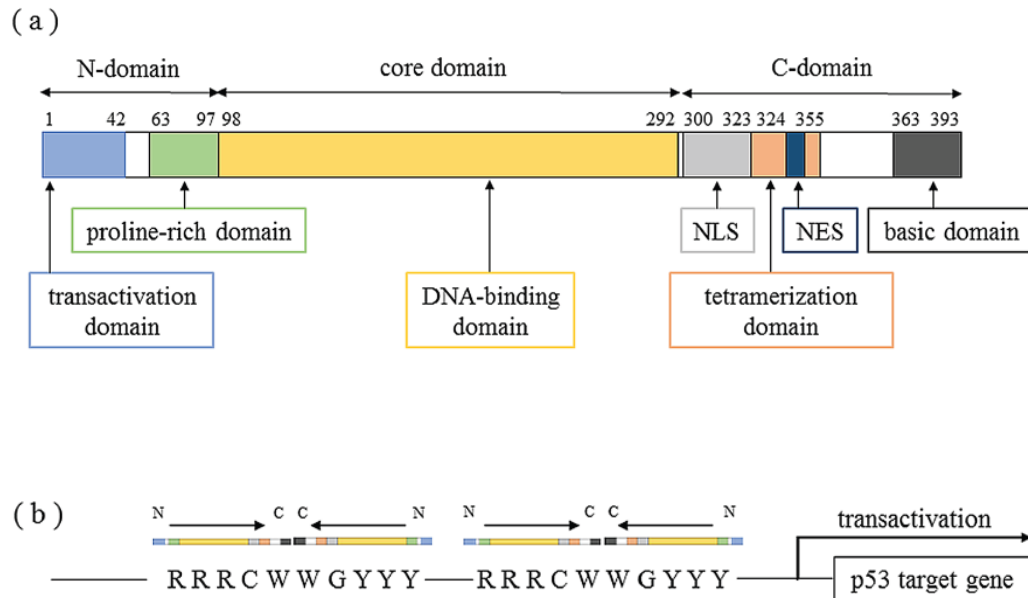 ( a )
N-domain core domain C-domain
1 42 63 97 98 292 300 323 324 355 363 393
proline-rich domain NLS NES basic domain
transactivation domain
DNA-binding domain
tetramerization domain
( b )
N C C N N C C N
transactivation
R R R C W W G Y Y Y R R R C W W G Y Y Y
p53 target gene